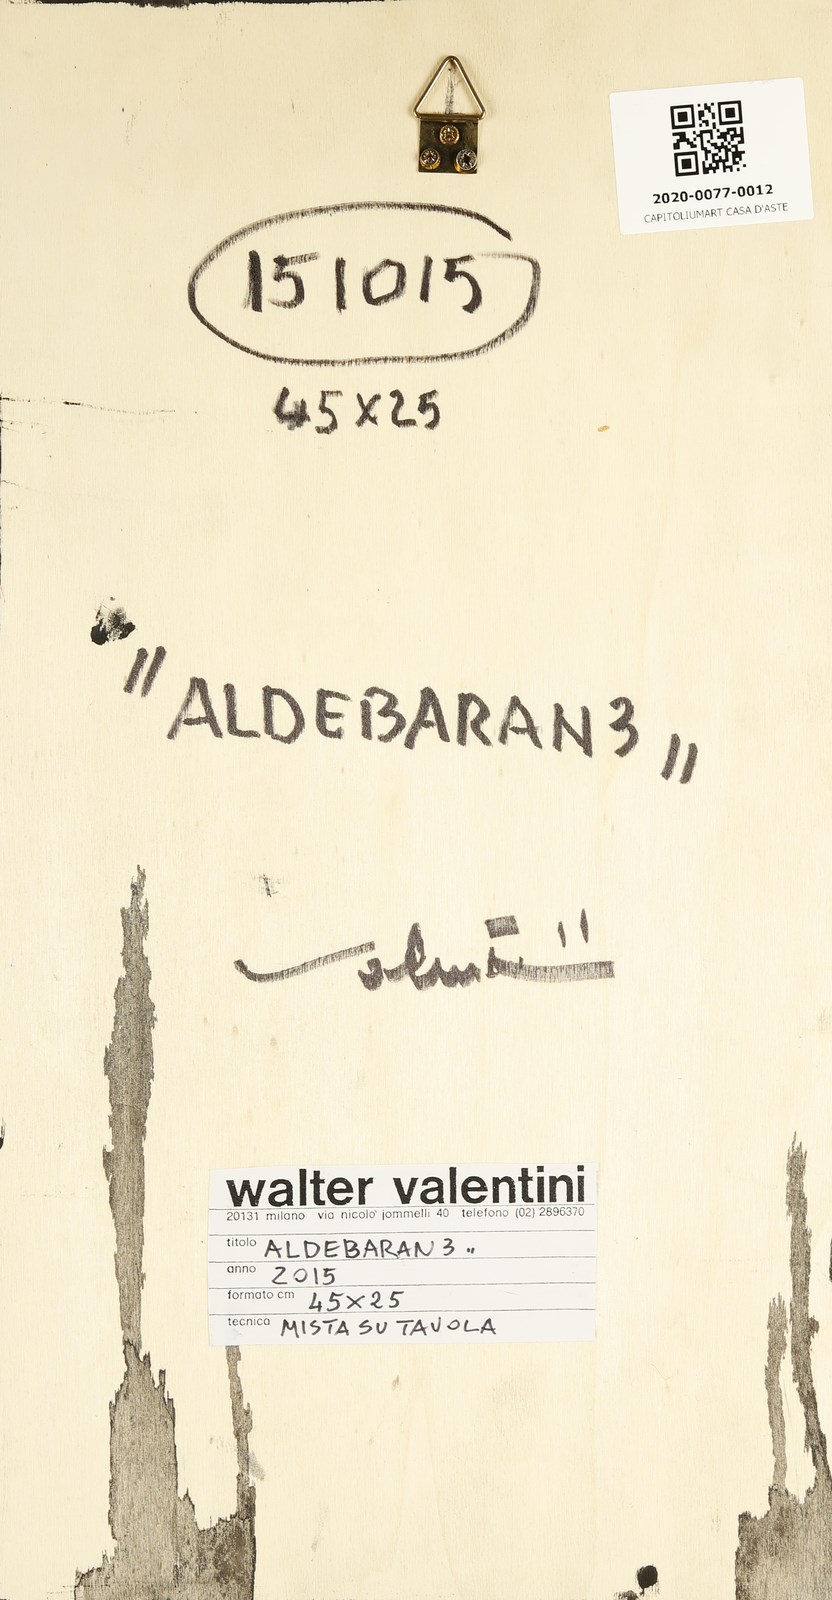 2020-0077-0012
CAPITOLIUMART CASA D'ASTE
151015
45x25
"ALDEBARAN 3"
walter valentini
20131 milano via nicolo' jommelli 40 telefono (02) 2896370
titolo ALDEBARAN 3 "
anno 2015
formato cm 45x25
tecnica MISTA SU TAVOLA